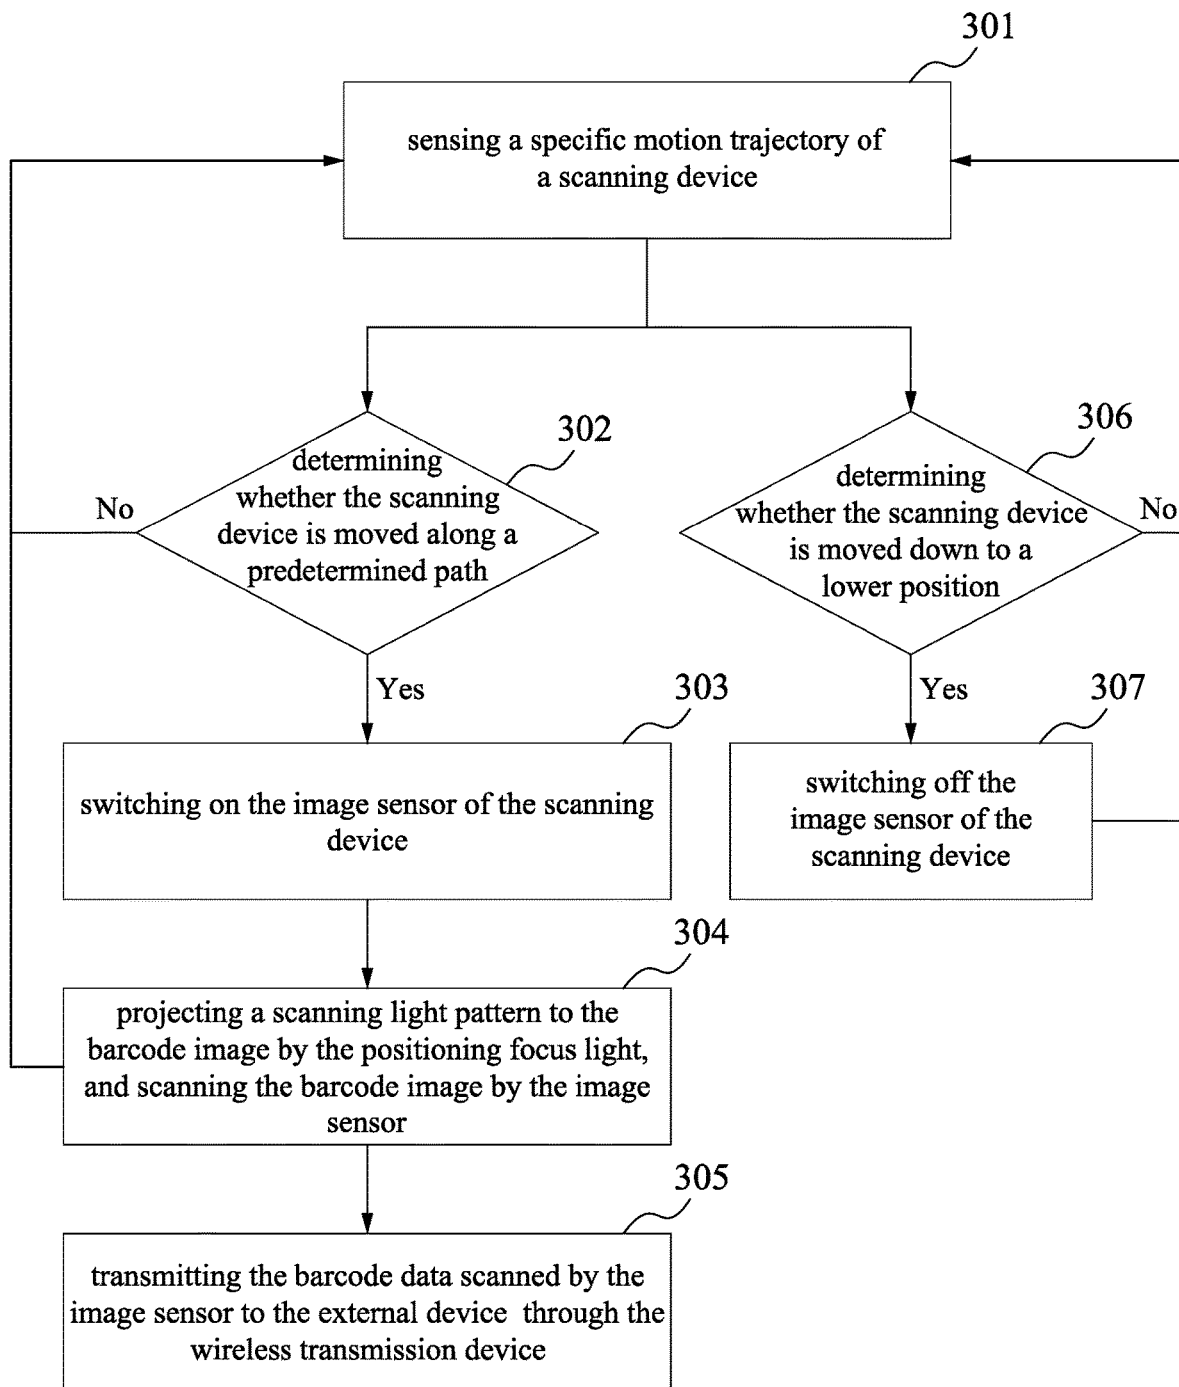 301
sensing a specific motion trajectory of
a scanning device
302
determining
whether the scanning
device is moved along a
predetermined path
No
Yes
306
determining
whether the scanning device
is moved down to a
lower position
No
Yes
303
switching on the image sensor of the scanning
device
307
switching off the
image sensor of the
scanning device
304
projecting a scanning light pattern to the
barcode image by the positioning focus light,
and scanning the barcode image by the image
sensor
305
transmitting the barcode data scanned by the
image sensor to the external device through the
wireless transmission device